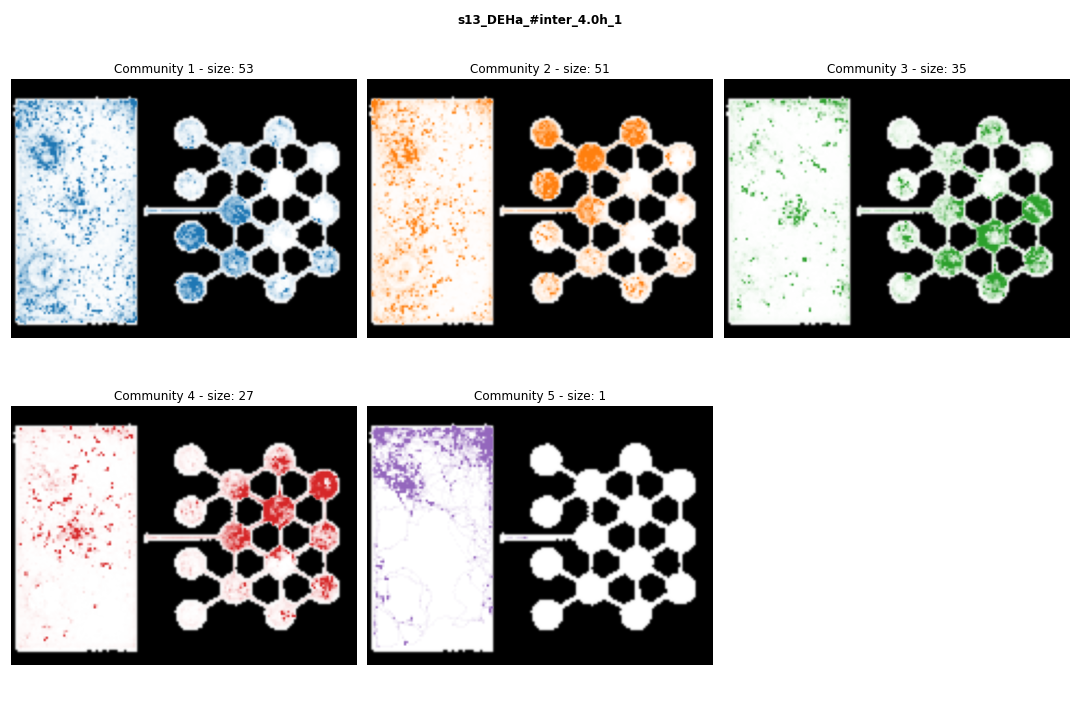 s13_DEHa_#inter_4.0h_1
Community 1 - size: 53
Community 2 - size: 51
Community 3 - size: 35
Community 4 - size: 27
Community 5 - size: 1